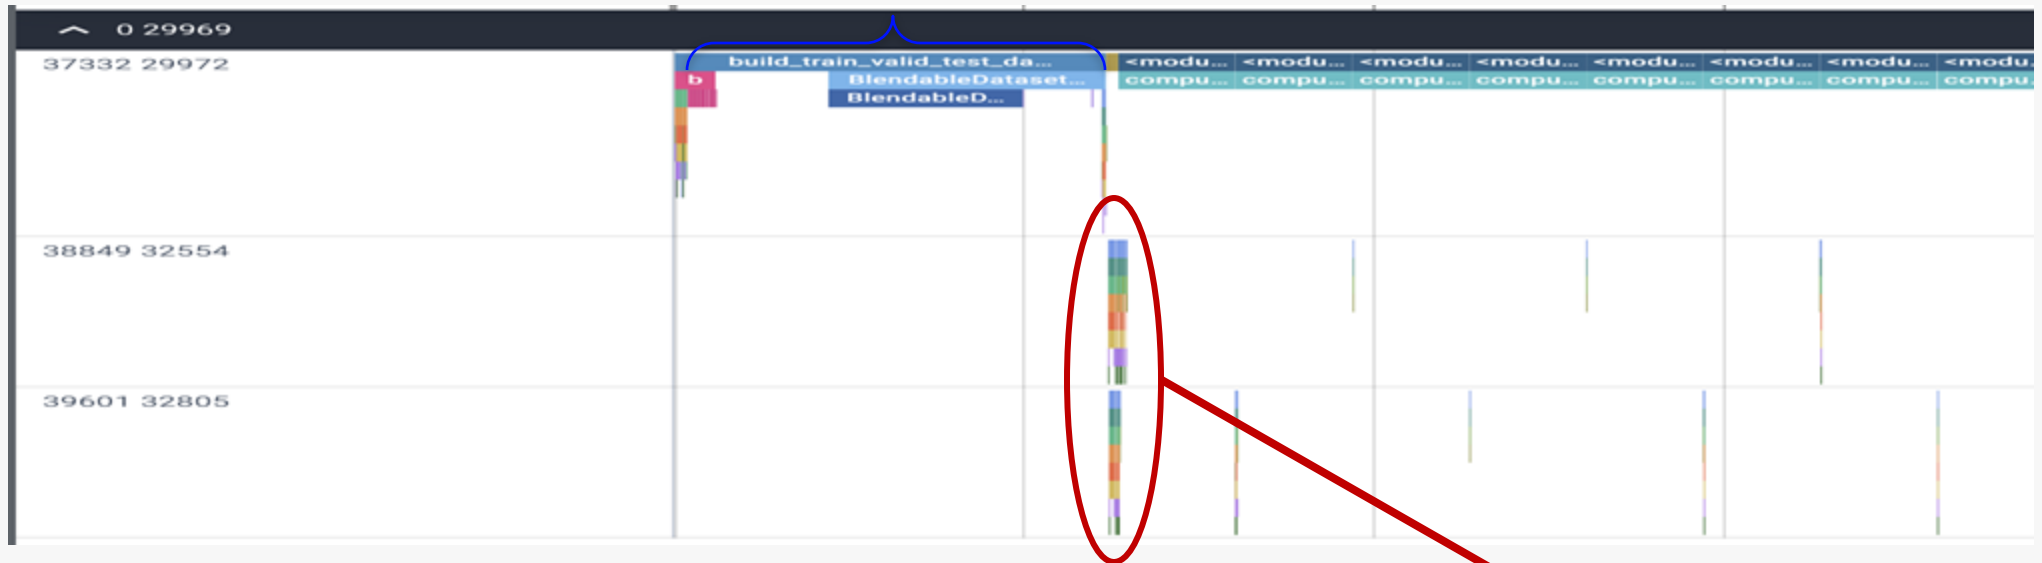 0 29969
37332 29972
build_train_valid_test_da... <modu... <modu... <modu... <modu... <modu... <modu... <modu... <modu.
b BlendableDataset... compu... compu... compu... compu... compu... compu... compu... compu.
BlendableD...
38849 32554
39601 32805